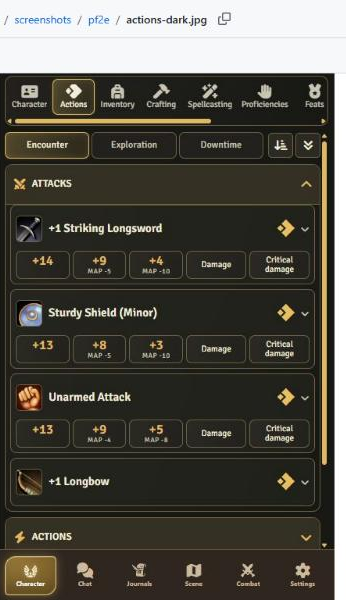 / screenshots / pf2e / actions-dark.jpg
Character Actions Inventory Crafting Spellcasting Proficiencies Feats
Encounter Exploration Downtime
ATTACKS
+1 Striking Longsword
+14 +9 +4 Damage Critical
MAP -5 MAP -10 damage
Sturdy Shield (Minor)
+13 +8 +3 Damage Critical
MAP -5 MAP -10 damage
Unarmed Attack
+13 +9 +5 Damage Critical
MAP -4 MAP -8 damage
+1 Longbow
ACTIONS
Character Chat Journals Scene Combat Settings